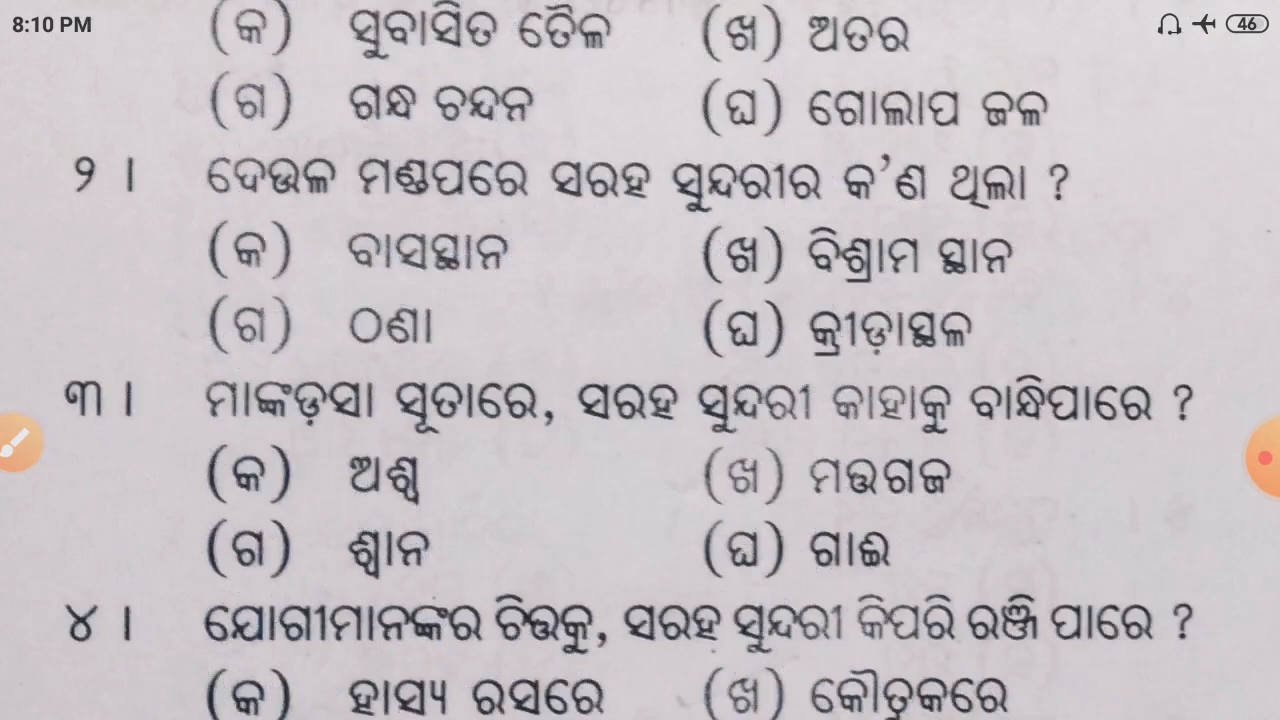 8:10 PM 46
(କ) ସୁବାସିତ ତୈଳ (ଖ) ଅତର
(ଗ) ଗନ୍ଧ ଚନ୍ଦନ (ଘ) ଗୋଲାପ ଜଳ
୨ । ଦେଉଳ ମଣ୍ଡପରେ ସରହ ସୁନ୍ଦରୀର କ'ଣ ଥିଲା ?
(କ) ବାସସ୍ଥାନ (ଖ) ବିଶ୍ରାମ ସ୍ଥାନ
(ଗ) ଠଣା (ଘ) କ୍ରୀଡ଼ାସ୍ଥଳ
୩ । ମାଙ୍କଡ଼ସା ସୂତାରେ, ସରହ ସୁନ୍ଦରୀ କାହାକୁ ବାନ୍ଧିପାରେ ?
(କ) ଅଶ୍ବ (ଖ) ମତ୍ତଗଜ
(ଗ) ଶ୍ବାନ (ଘ) ଗାଈ
୪ । ଯୋଗୀମାନଙ୍କର ଚିତ୍ତକୁ, ସରହ ସୁନ୍ଦରୀ କିପରି ରଞ୍ଜି ପାରେ ?
(କ) ହାସ୍ୟ ରସରେ (ଖ) କୌତୁକରେ